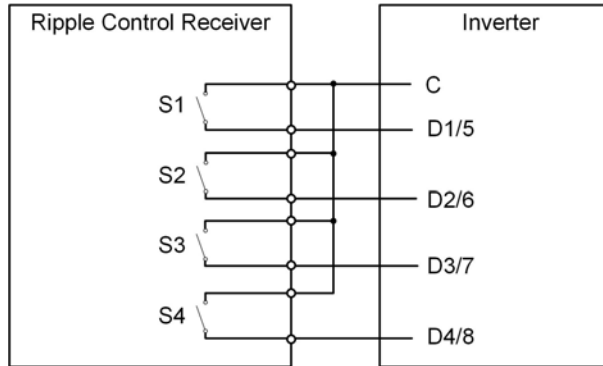 Ripple Control Receiver
Inverter
C
S1
D1/5
S2
D2/6
S3
D3/7
S4
D4/8